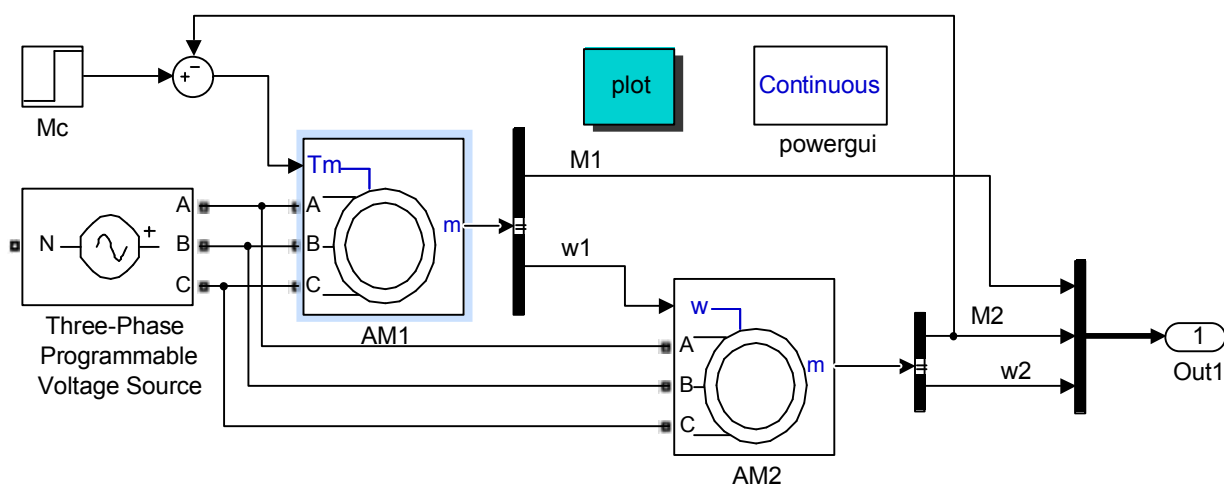 plot
Continuous
powergui
Mc
+
−
M1
Tm
A
B
C
m
=
N
+
A
B
C
w1
AM1
Three-Phase
Programmable
Voltage Source
w
A
B
C
m
=
M2
w2
1
Out1
AM2